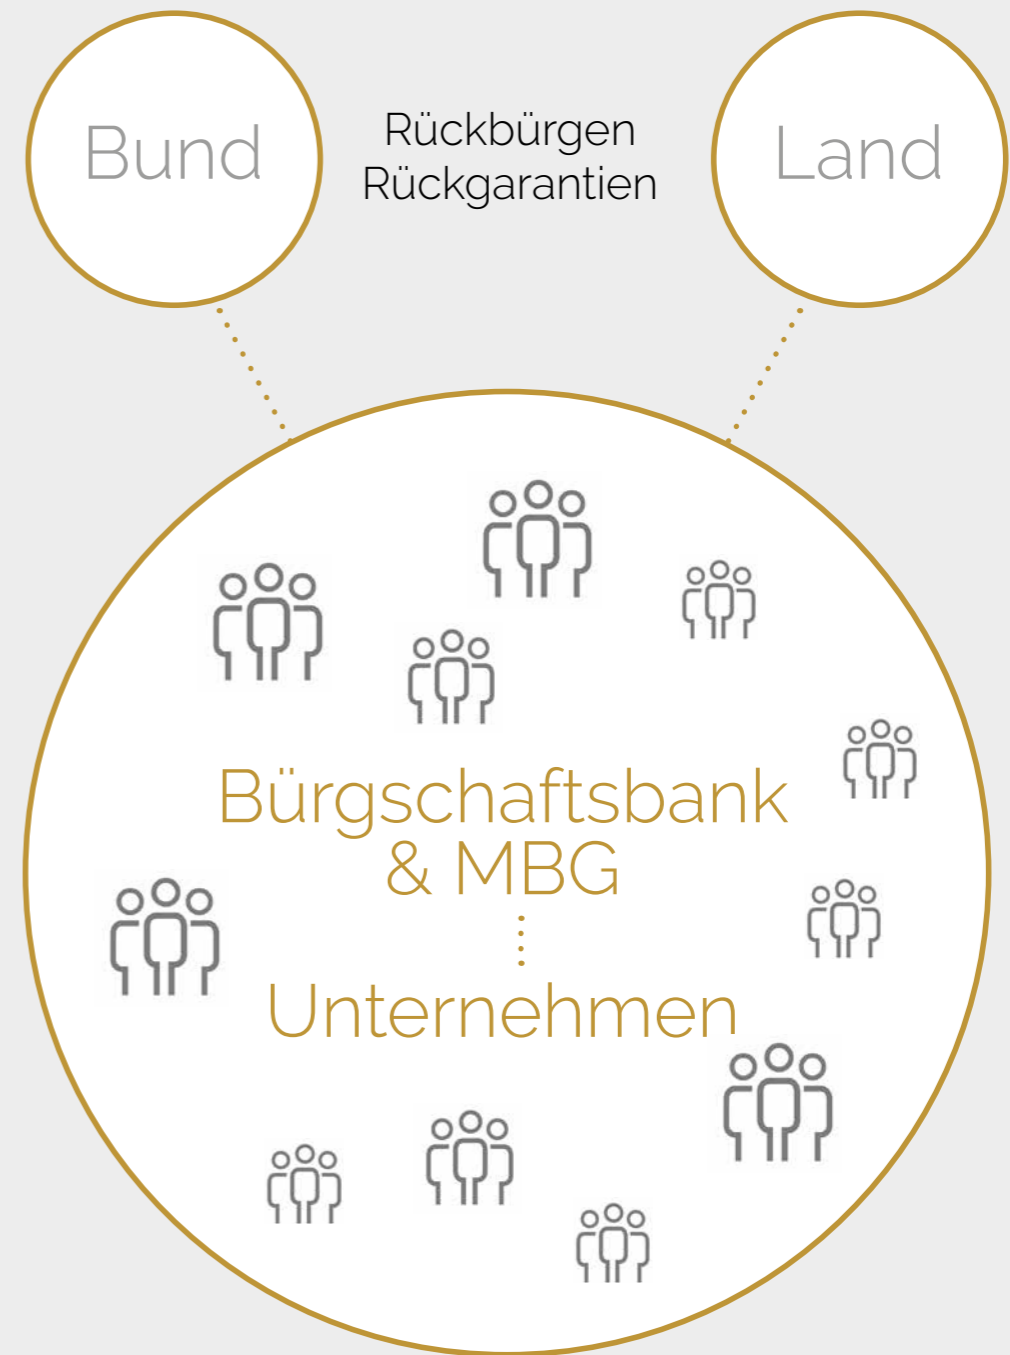 Bund
Rückbürgen
Rückgarantien
Land
Bürgschaftsbank
& MBG
Unternehmen